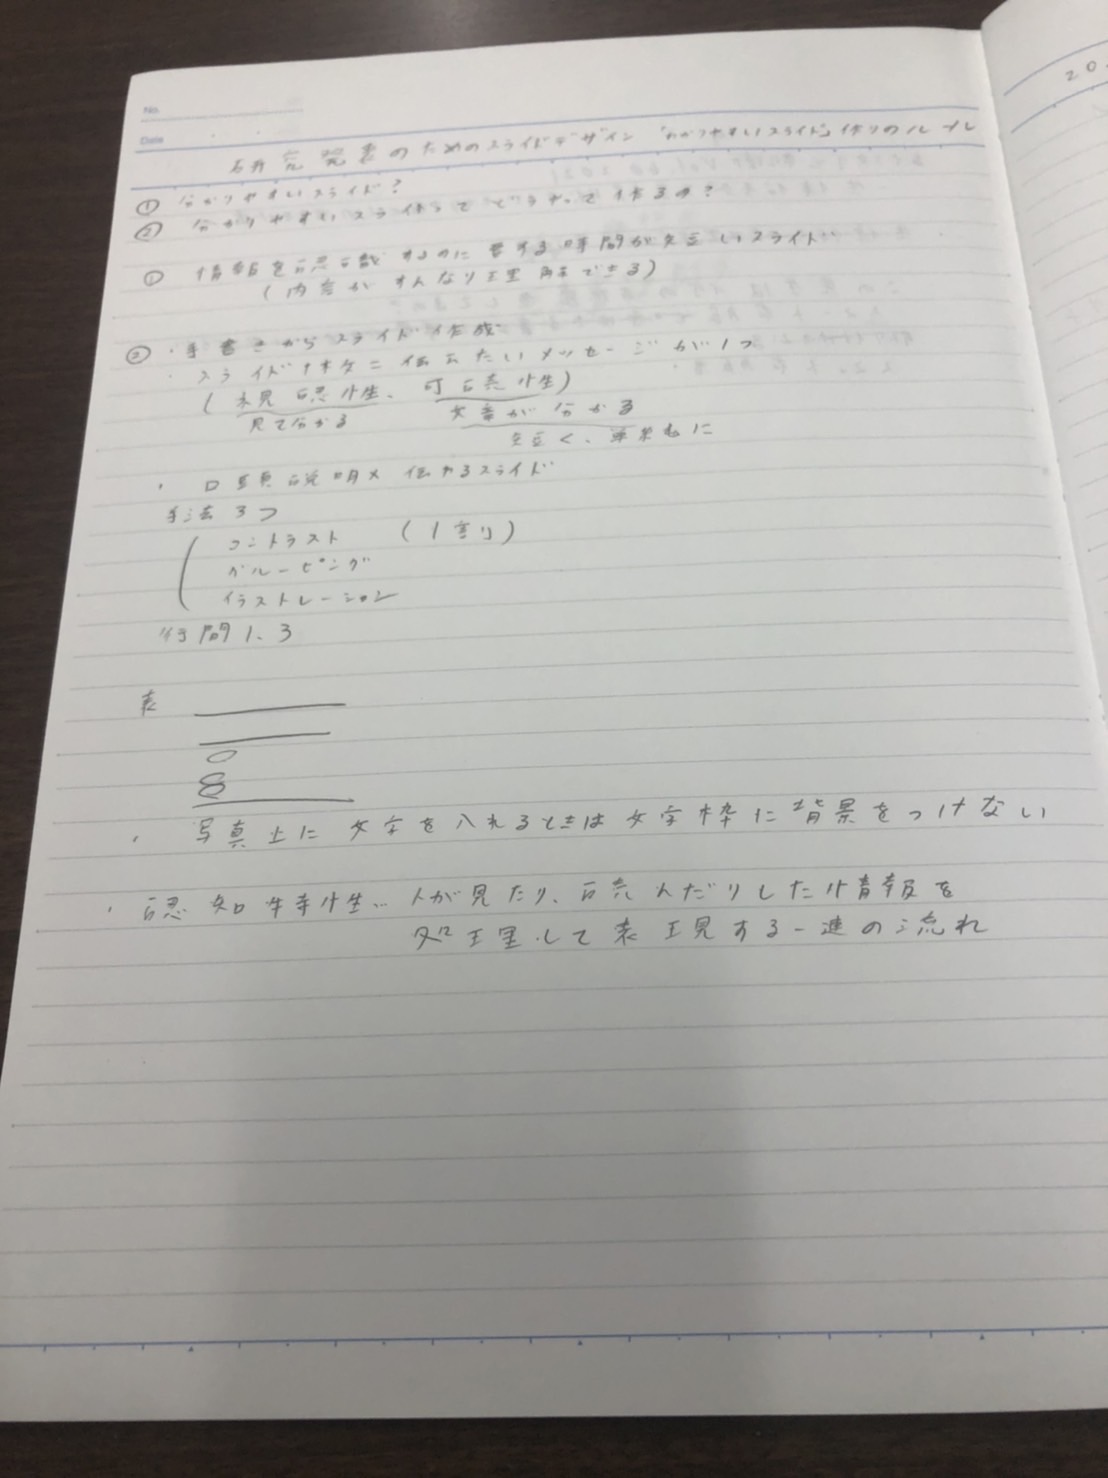 No.
Date
研究発表のためのスライドデザイン「わかりやすいスライド」作りのルール
① 分かりやすいスライド?
② 分かりやすいスライドってどうやって作るの?
① 情報を認識するのに要する時間が短いスライド
(内容がすんなり理解できる)
② ・手書きからスライド作成
・スライド1枚に伝えたいメッセージが1つ
(視認性、可読性)
見て分かる 文章が分かる
短く、単純に
・口頭説明× 伝わるスライド
手法3つ
コントラスト (1割)
グルーピング
イラストレーション
行間1.3
表
・写真上に文字を入れるときは文字枠に背景をつけない
・認知特性… 人が見たり、読んだりした情報を
処理して表現する一連の流れ
20